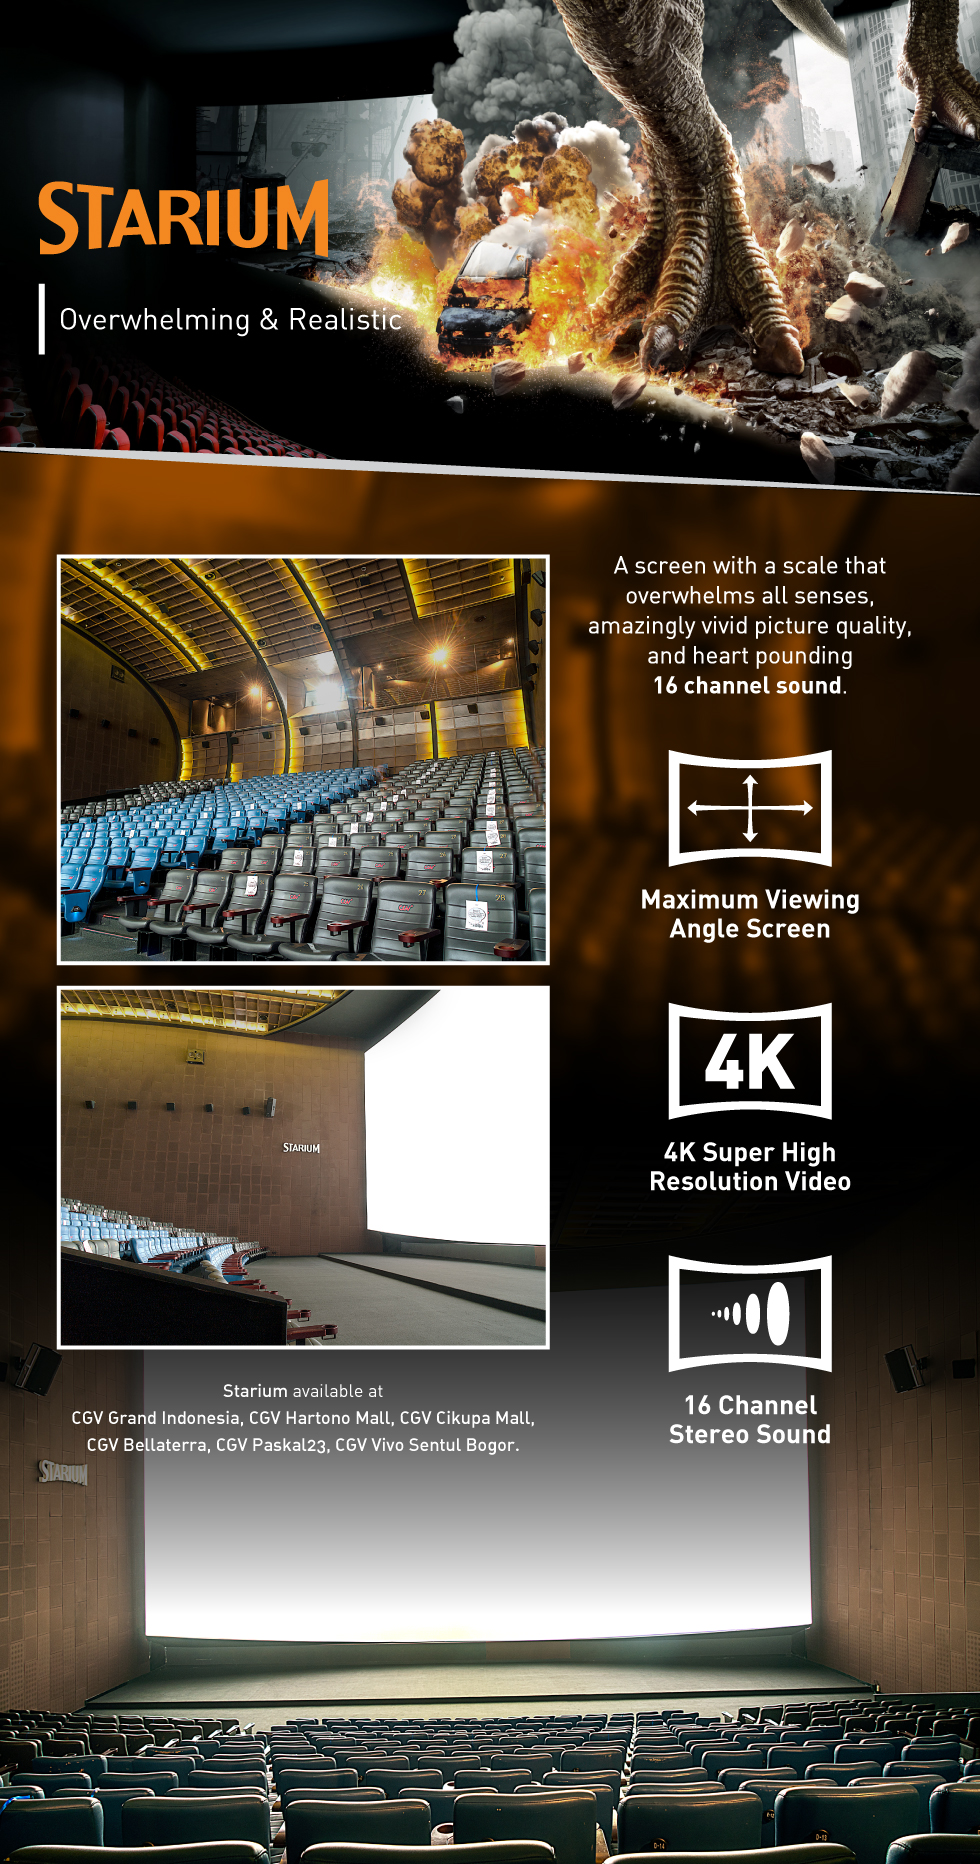 STARIUM
Overwhelming & Realistic
A screen with a scale that
overwhelms all senses,
amazingly vivid picture quality,
and heart pounding
16 channel sound.
Maximum Viewing
Angle Screen
STARIUM
4K
4K Super High
Resolution Video
16 Channel
Stereo Sound
Starium available at
CGV Grand Indonesia, CGV Hartono Mall, CGV Cikupa Mall,
CGV Bellaterra, CGV Paskal23, CGV Vivo Sentul Bogor.
STARIUM